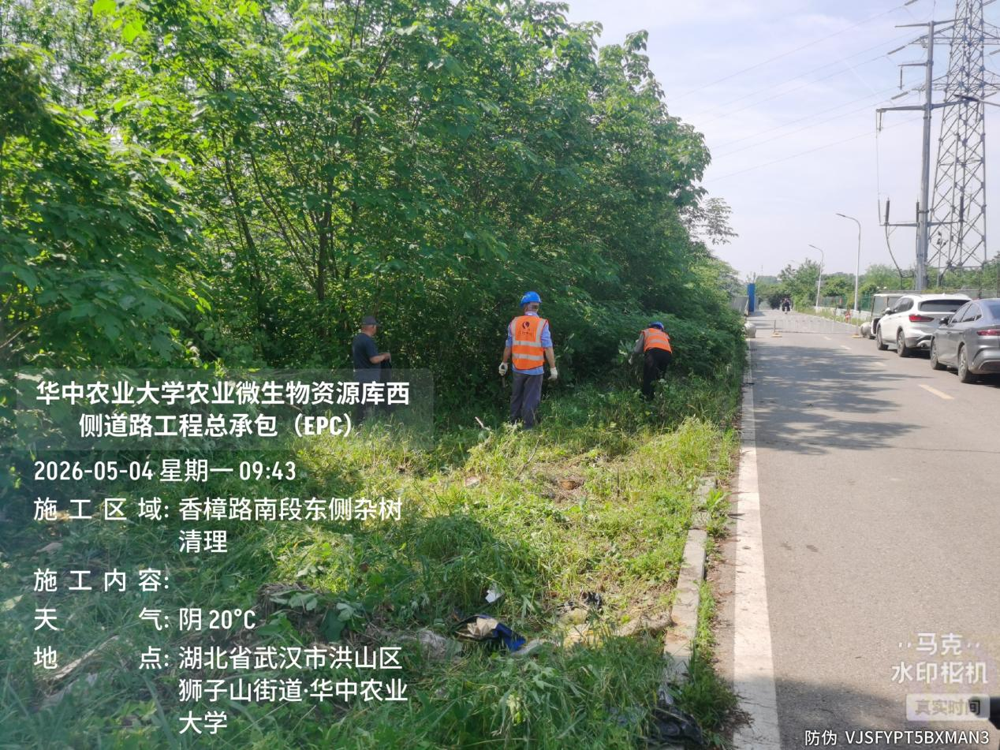 华中农业大学农业微生物资源库西
侧道路工程总承包（EPC）
2026-05-04 星期一 09:43
施工区域: 香樟路南段东侧杂树
清理
施工内容:
天气: 阴 20℃
地点: 湖北省武汉市洪山区
狮子山街道·华中农业
大学
马克
水印相机
真实时间
防伪 VJSFYPT5BXMAN3